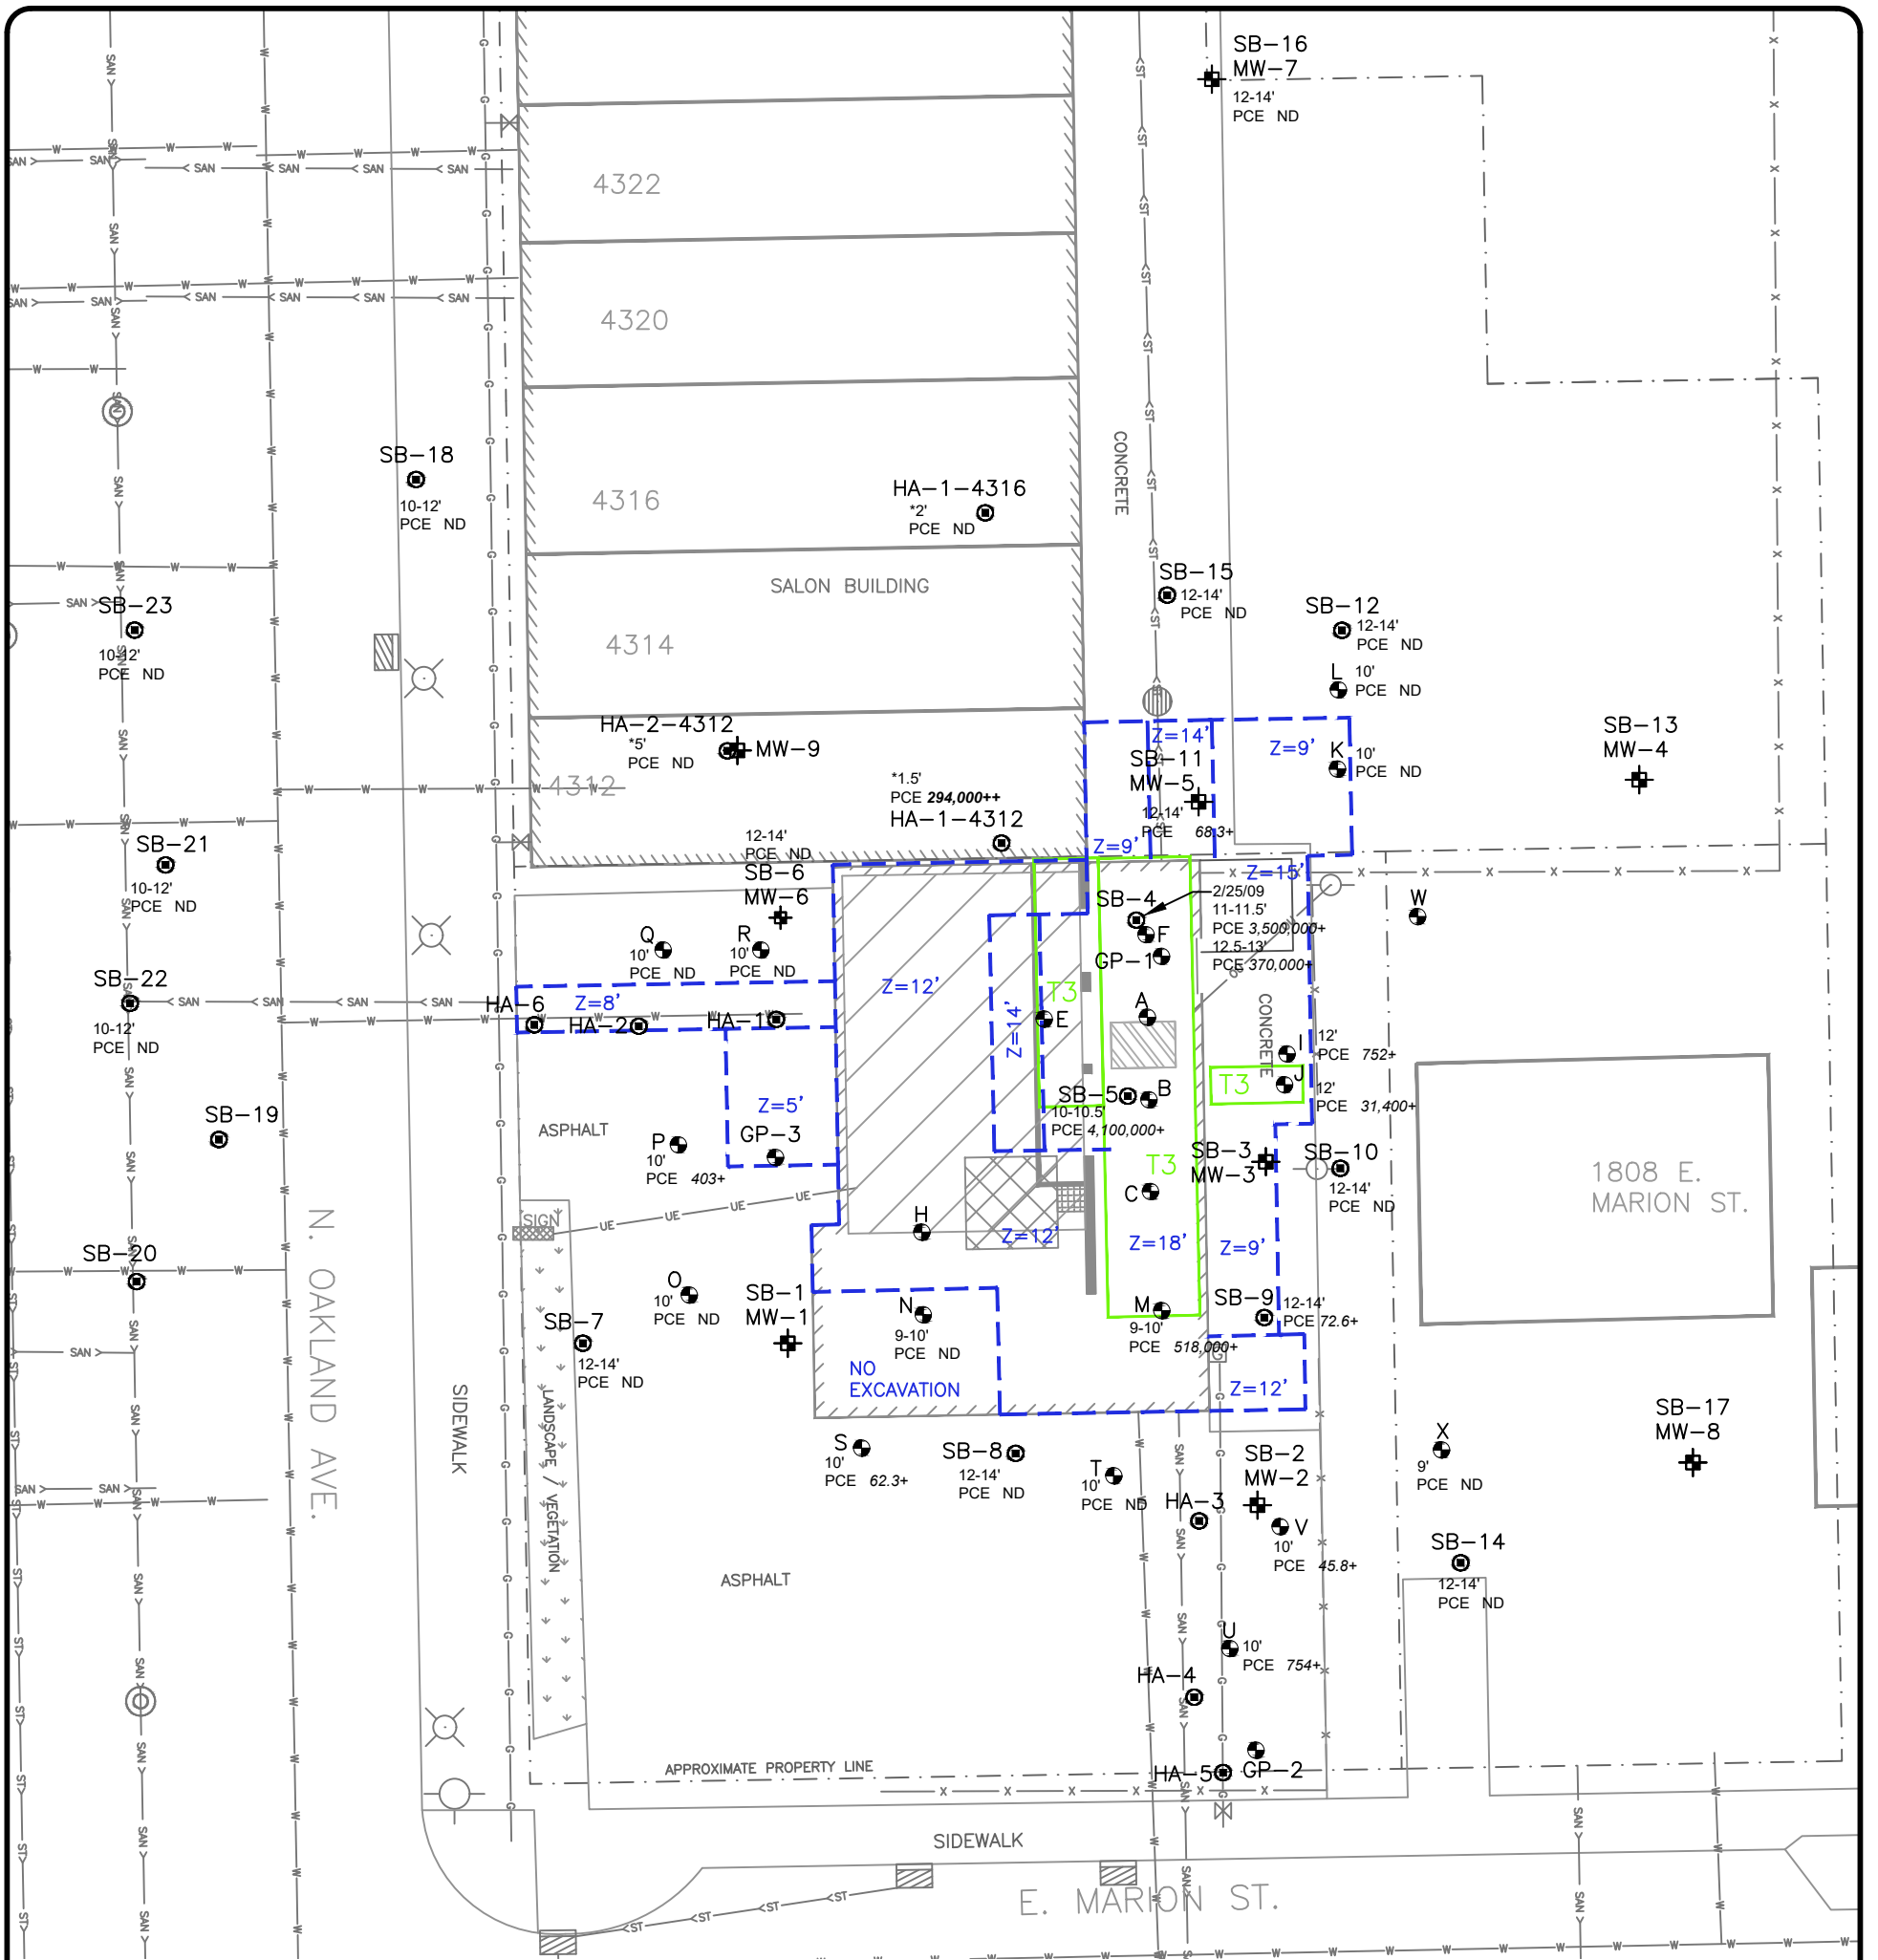 SB-16
MW-7
12-14'
PCE ND
4322
4320
4316
SALON BUILDING
4314
4312
CONCRETE
SB-18
10-12'
PCE ND
HA-1-4316
*2'
PCE ND
SB-15
12-14'
PCE ND
SB-12
12-14'
PCE ND
L 10'
PCE ND
SB-23
10-12'
PCE ND
HA-2-4312
*5'
PCE ND
MW-9
*1.5'
PCE 294,000++
HA-1-4312
Z=14'
SB-11
MW-5
12-14'
PCE 68.3+
Z=9'
K 10'
PCE ND
SB-13
MW-4
SB-21
10-12'
PCE ND
12-14'
PCE ND
SB-6
MW-6
Z=9'
Z=15'
SB-4
2/25/09
11-11.5'
PCE 3,500,000+
12.5-13'
PCE 370,000+
F
GP-1
W
Q
10'
PCE ND
R
10'
PCE ND
SB-22
10-12'
PCE ND
HA-6
Z=8'
HA-2
HA-1
Z=12'
Z=14'
T3
E
A
CONCRETE
I 12'
PCE 752+
J
12'
PCE 31,400+
T3
SB-5
10-10.5'
PCE 4,100,000+
B
SB-19
ASPHALT
Z=5'
P
10'
PCE 403+
GP-3
SB-3
MW-3
SB-10
12-14'
PCE ND
T3
C
1808 E.
MARION ST.
SIGN
UE UE UE UE
H
Z=12'
Z=18'
Z=9'
SB-20
N. OAKLAND AVE.
SIDEWALK
LANDSCAPE / VEGETATION
O
10'
PCE ND
SB-7
12-14'
PCE ND
SB-1
MW-1
N
9-10'
PCE ND
M
9-10'
PCE 518,000+
SB-9
12-14'
PCE 72.6+
G
NO
EXCAVATION
Z=12'
S
10'
PCE 62.3+
SB-8
12-14'
PCE ND
T
10'
PCE ND
SB-2
MW-2
HA-3
V
10'
PCE 45.8+
X
9'
PCE ND
SB-17
MW-8
SB-14
12-14'
PCE ND
ASPHALT
U
10'
PCE 754+
HA-4
APPROXIMATE PROPERTY LINE
HA-5
GP-2
SIDEWALK
E. MARION ST.